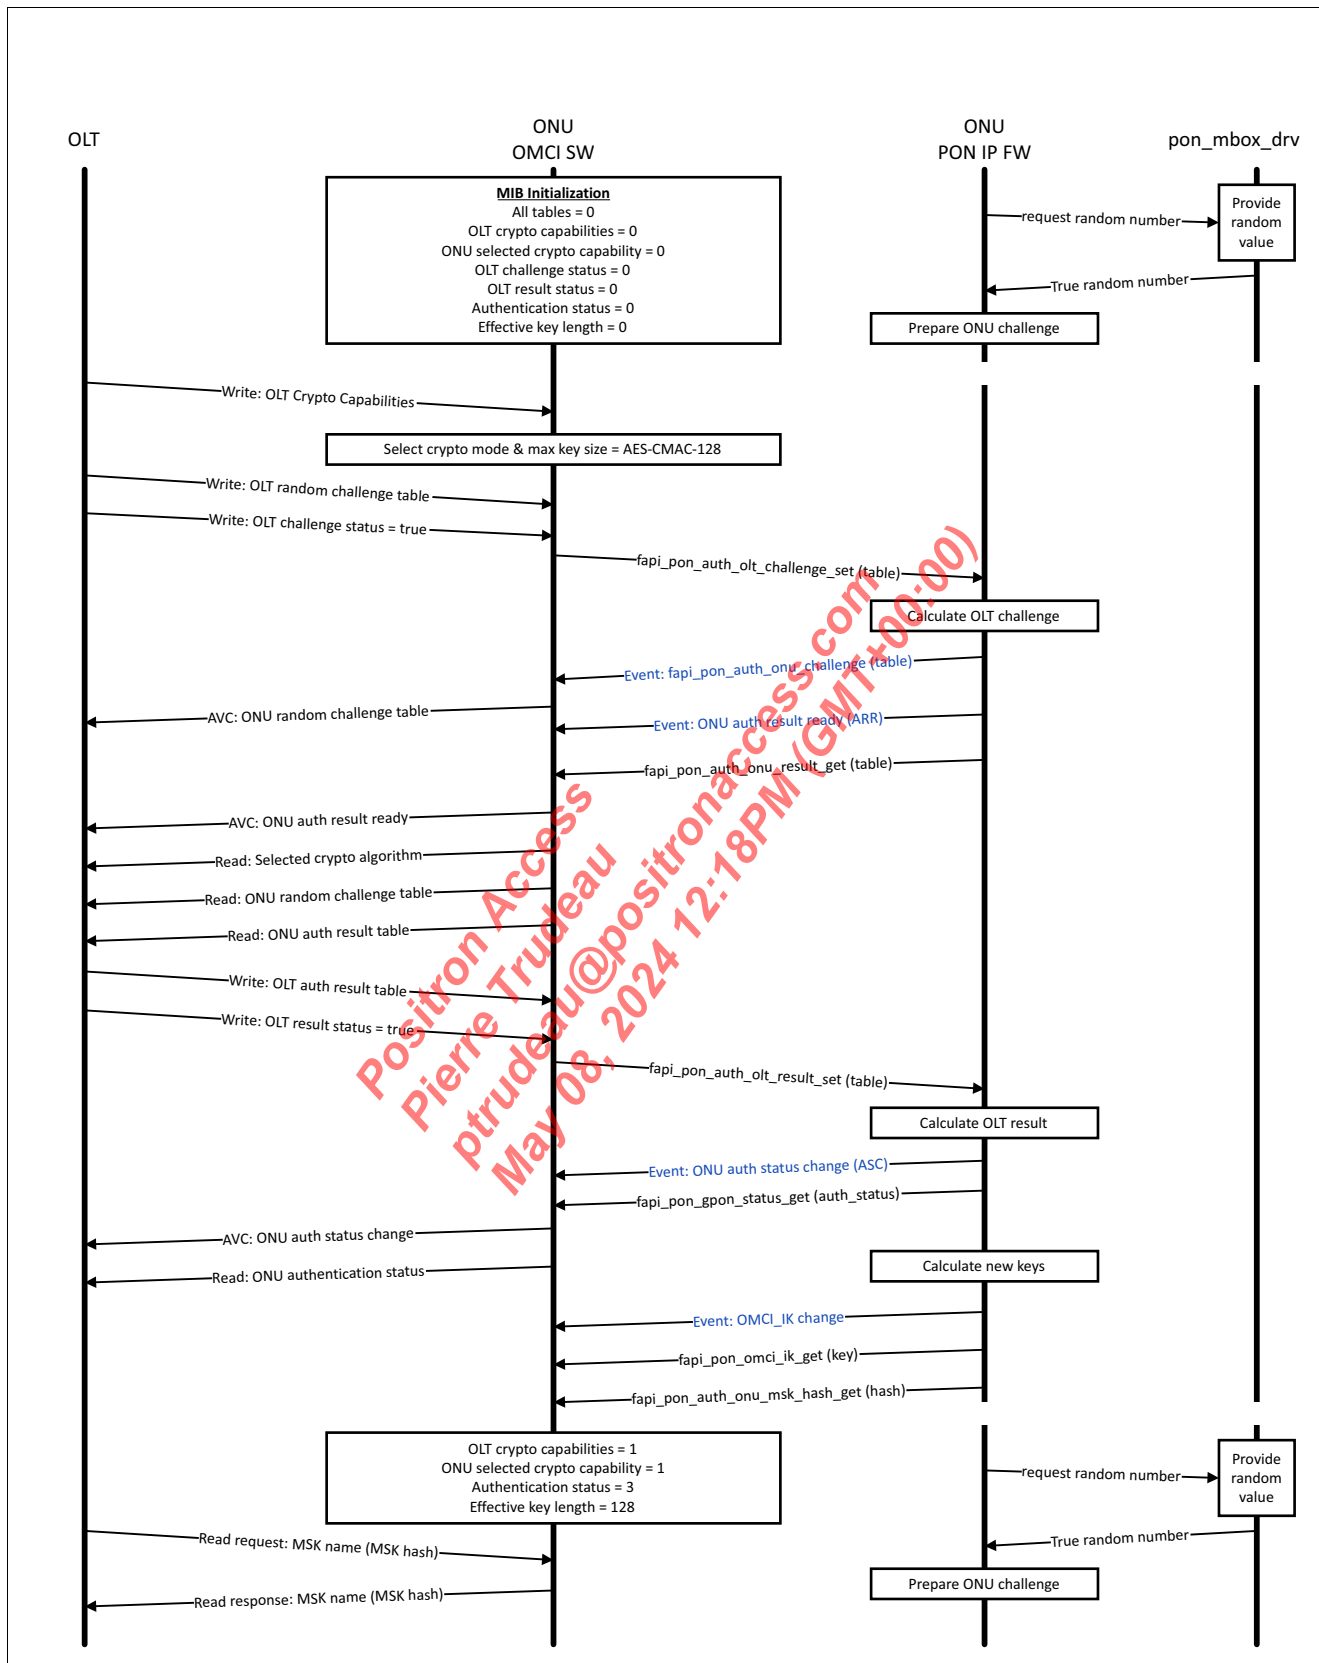 OLT
ONU
OMCI SW
ONU
PON IP FW
pon_mbox_drv
MIB Initialization
All tables = 0
OLT crypto capabilities = 0
ONU selected crypto capability = 0
OLT challenge status = 0
OLT result status = 0
Authentication status = 0
Effective key length = 0
request random number
Provide
random
value
True random number
Prepare ONU challenge
Write: OLT Crypto Capabilities
Select crypto mode & max key size = AES-CMAC-128
Write: OLT random challenge table
Write: OLT challenge status = true
fapi_pon_auth_olt_challenge_set (table)
Calculate OLT challenge
Event: fapi_pon_auth_onu_challenge (table)
AVC: ONU random challenge table
Event: ONU auth result ready (ARR)
fapi_pon_auth_onu_result_get (table)
AVC: ONU auth result ready
Read: Selected crypto algorithm
Read: ONU random challenge table
Read: ONU auth result table
Write: OLT auth result table
Write: OLT result status = true
fapi_pon_auth_olt_result_set (table)
Calculate OLT result
Event: ONU auth status change (ASC)
fapi_pon_gpon_status_get (auth_status)
AVC: ONU auth status change
Calculate new keys
Read: ONU authentication status
Event: OMCI_IK change
fapi_pon_omci_ik_get (key)
fapi_pon_auth_onu_msk_hash_get (hash)
OLT crypto capabilities = 1
ONU selected crypto capability = 1
Authentication status = 3
Effective key length = 128
request random number
Provide
random
value
True random number
Read request: MSK name (MSK hash)
Prepare ONU challenge
Read response: MSK name (MSK hash)
Positron Access
Pierre Trudeau
ptrudeau@positronaccess.com
May 08, 2024 12:18PM (GMT+00:00)